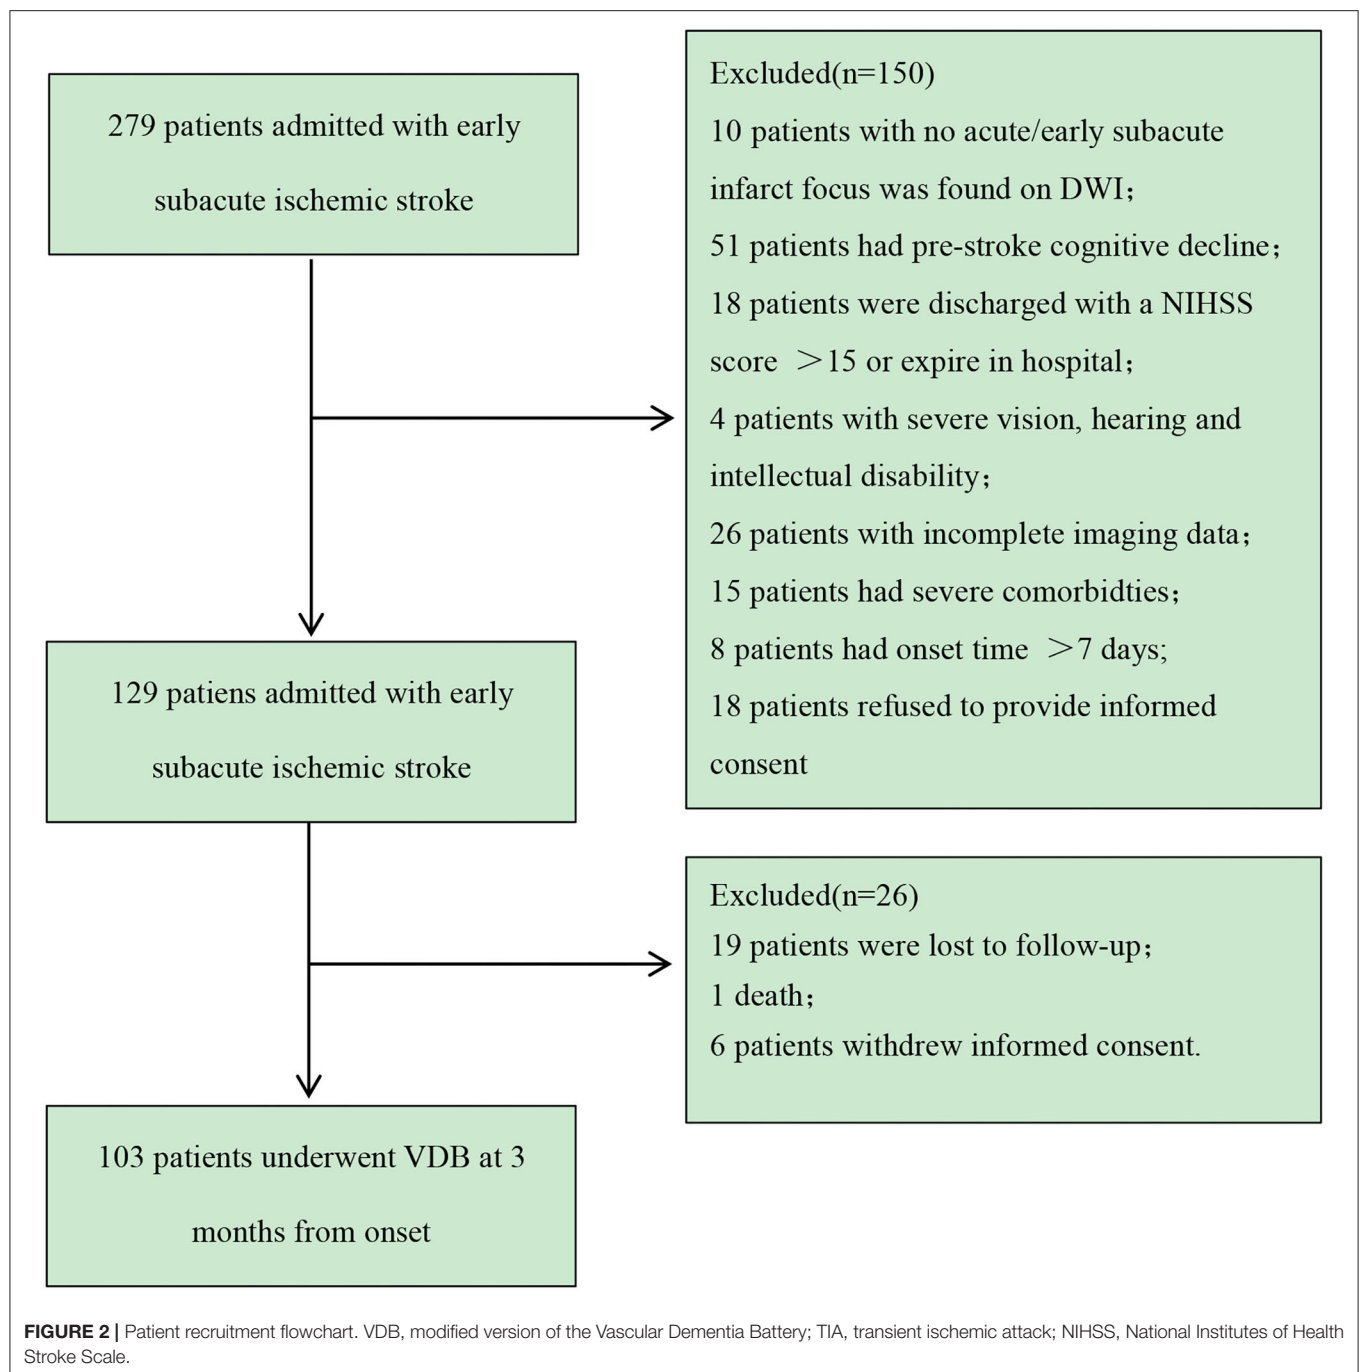 279 patients admitted with early
subacute ischemic stroke
Excluded(n=150)
10 patients with no acute/early subacute
infarct focus was found on DWI；
51 patients had pre-stroke cognitive decline；
18 patients were discharged with a NIHSS
score ＞15 or expire in hospital；
4 patients with severe vision, hearing and
intellectual disability；
26 patients with incomplete imaging data；
15 patients had severe comorbidties；
8 patients had onset time ＞7 days;
18 patients refused to provide informed
consent
129 patiens admitted with early
subacute ischemic stroke
Excluded(n=26)
19 patients were lost to follow-up；
1 death；
6 patients withdrew informed consent.
103 patients underwent VDB at 3
months from onset
FIGURE 2 | Patient recruitment flowchart. VDB, modified version of the Vascular Dementia Battery; TIA, transient ischemic attack; NIHSS, National Institutes of Health
Stroke Scale.